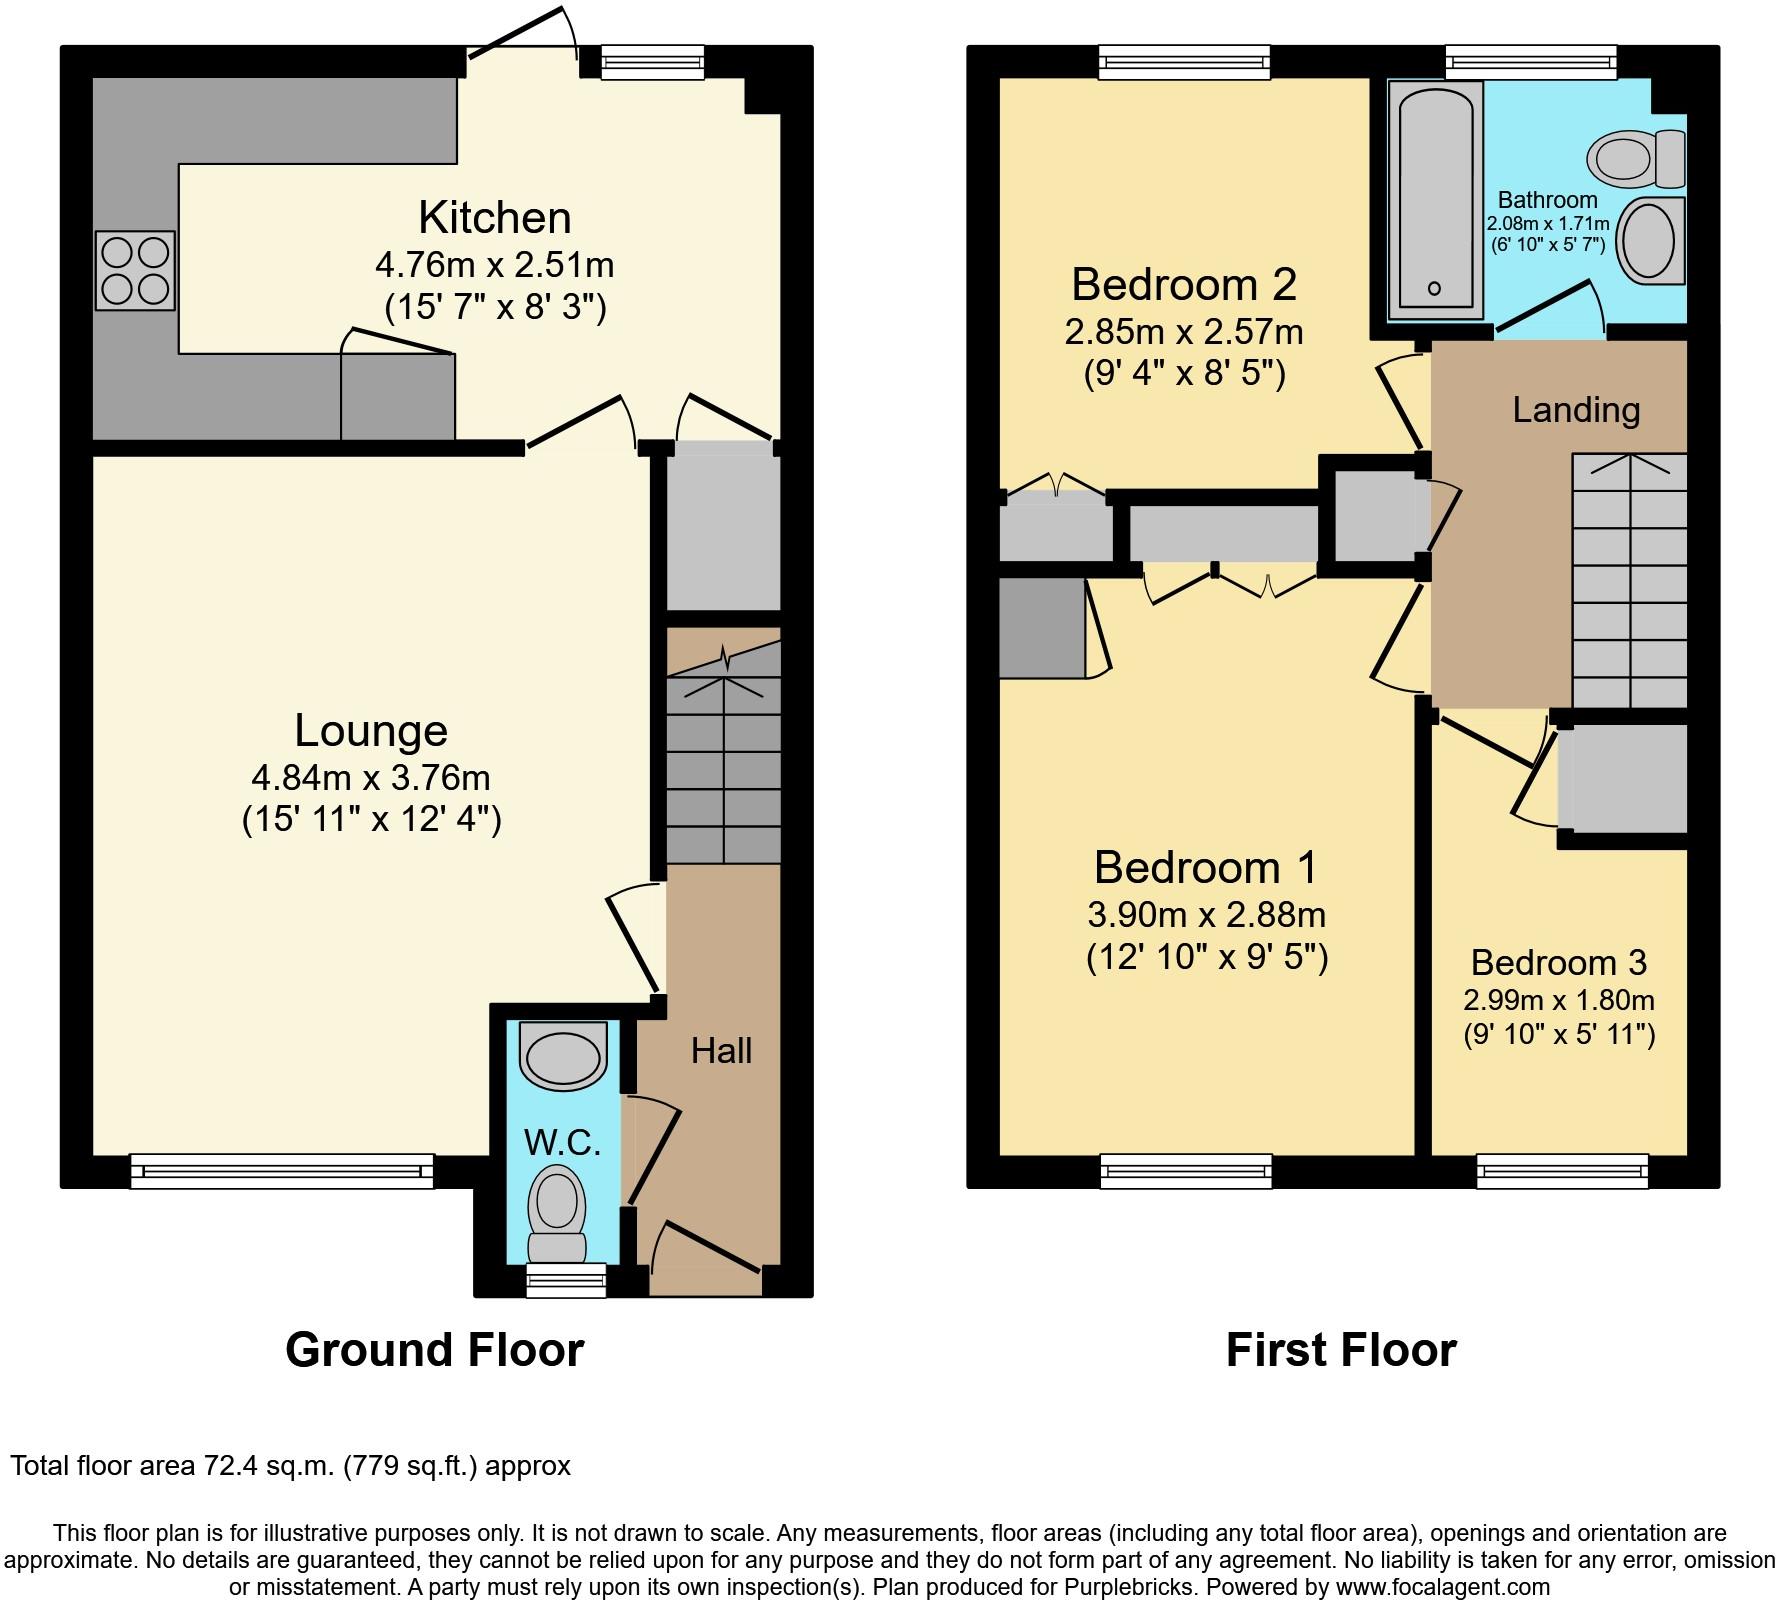 Kitchen
4.76m x 2.51m
(15' 7" x 8' 3")
Lounge
4.84m x 3.76m
(15' 11" x 12' 4")
Hall
W.C.
Ground Floor
Bathroom
2.08m x 1.71m
(6' 10" x 5' 7")
Bedroom 2
2.85m x 2.57m
(9' 4" x 8' 5")
Landing
Bedroom 1
3.90m x 2.88m
(12' 10" x 9' 5")
Bedroom 3
2.99m x 1.80m
(9' 10" x 5' 11")
First Floor
Total floor area 72.4 sq.m. (779 sq.ft.) approx
This floor plan is for illustrative purposes only. It is not drawn to scale. Any measurements, floor areas (including any total floor area), openings and orientation are
approximate. No details are guaranteed, they cannot be relied upon for any purpose and they do not form part of any agreement. No liability is taken for any error, omission
or misstatement. A party must rely upon its own inspection(s). Plan produced for Purplebricks. Powered by www.focalagent.com